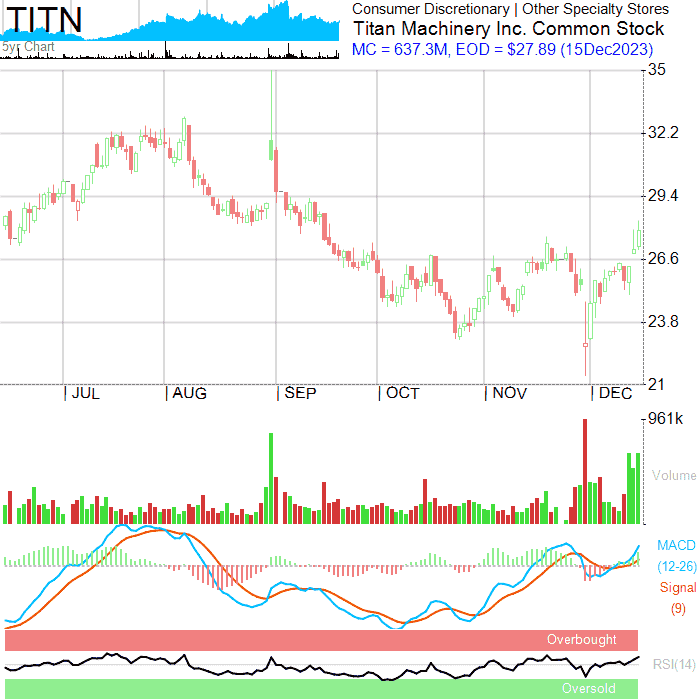 TITN
5yr Chart
Consumer Discretionary | Other Specialty Stores
Titan Machinery Inc. Common Stock
MC = 637.3M, EOD = $27.89 (15Dec2023)
35
32.2
29.4
26.6
23.8
21
| JUL | AUG | SEP | OCT | NOV | DEC
961k
Volume
MACD
(12-26)
Signal
(9)
Overbought
RSI(14)
Oversold